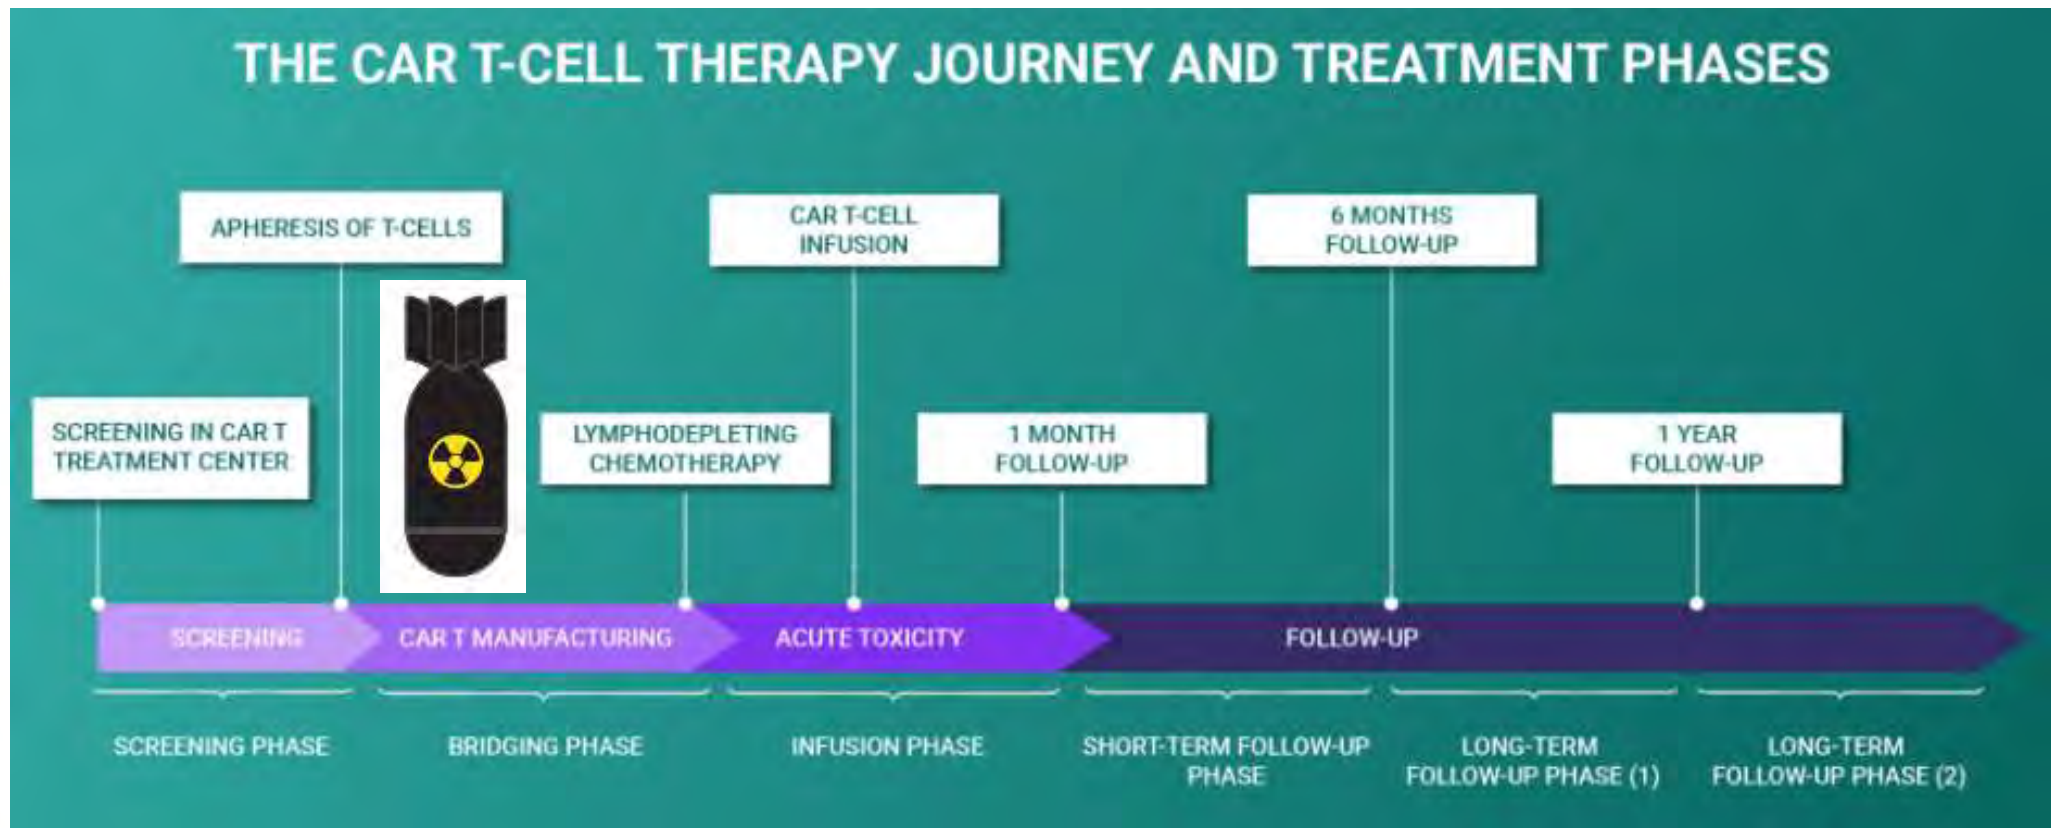 THE CAR T-CELL THERAPY JOURNEY AND TREATMENT PHASES
APHERESIS OF T-CELLS
CAR T-CELL
INFUSION
6 MONTHS
FOLLOW-UP
SCREENING IN CAR T
TREATMENT CENTER
LYMPHODEPLETING
CHEMOTHERAPY
1 MONTH
FOLLOW-UP
1 YEAR
FOLLOW-UP
SCREENING
CAR T MANUFACTURING
ACUTE TOXICITY
FOLLOW-UP
SCREENING PHASE
BRIDGING PHASE
INFUSION PHASE
SHORT-TERM FOLLOW-UP
PHASE
LONG-TERM
FOLLOW-UP PHASE (1)
LONG-TERM
FOLLOW-UP PHASE (2)